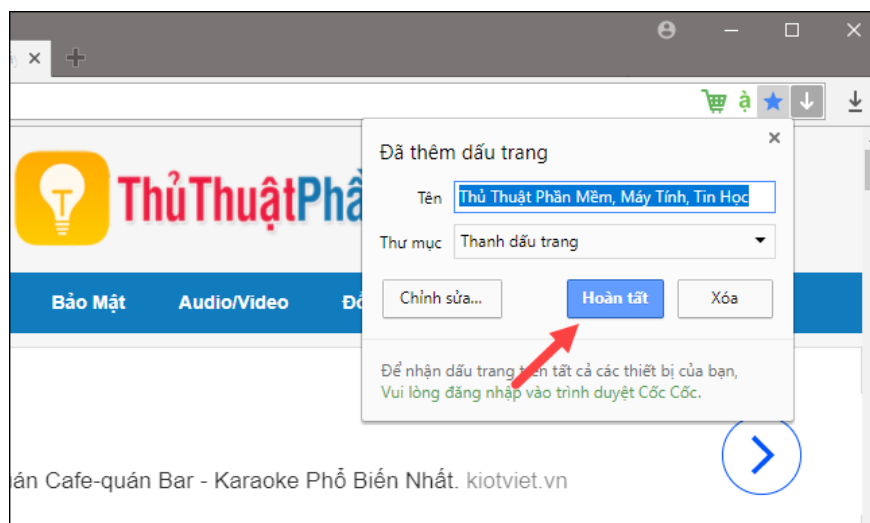 ạ
Đã thêm dấu trang
Tên
Thủ Thuật Phần Mềm, Máy Tính, Tin Học
ThủThuậtPhầ
T
Thư mục
Thanh dấu trang
Bảo Mật
Audio/Video
Chỉnh sửa...
Hoàn tất
Xóa
Để nhận dấu trang trên tất cả các thiết bị của bạn,
Vui lòng đăng nhập vào trình duyệt Cốc Cốc.
Cafe-quán Bar - Karaoke Phổ Biến Nhất. kiotviet.vn